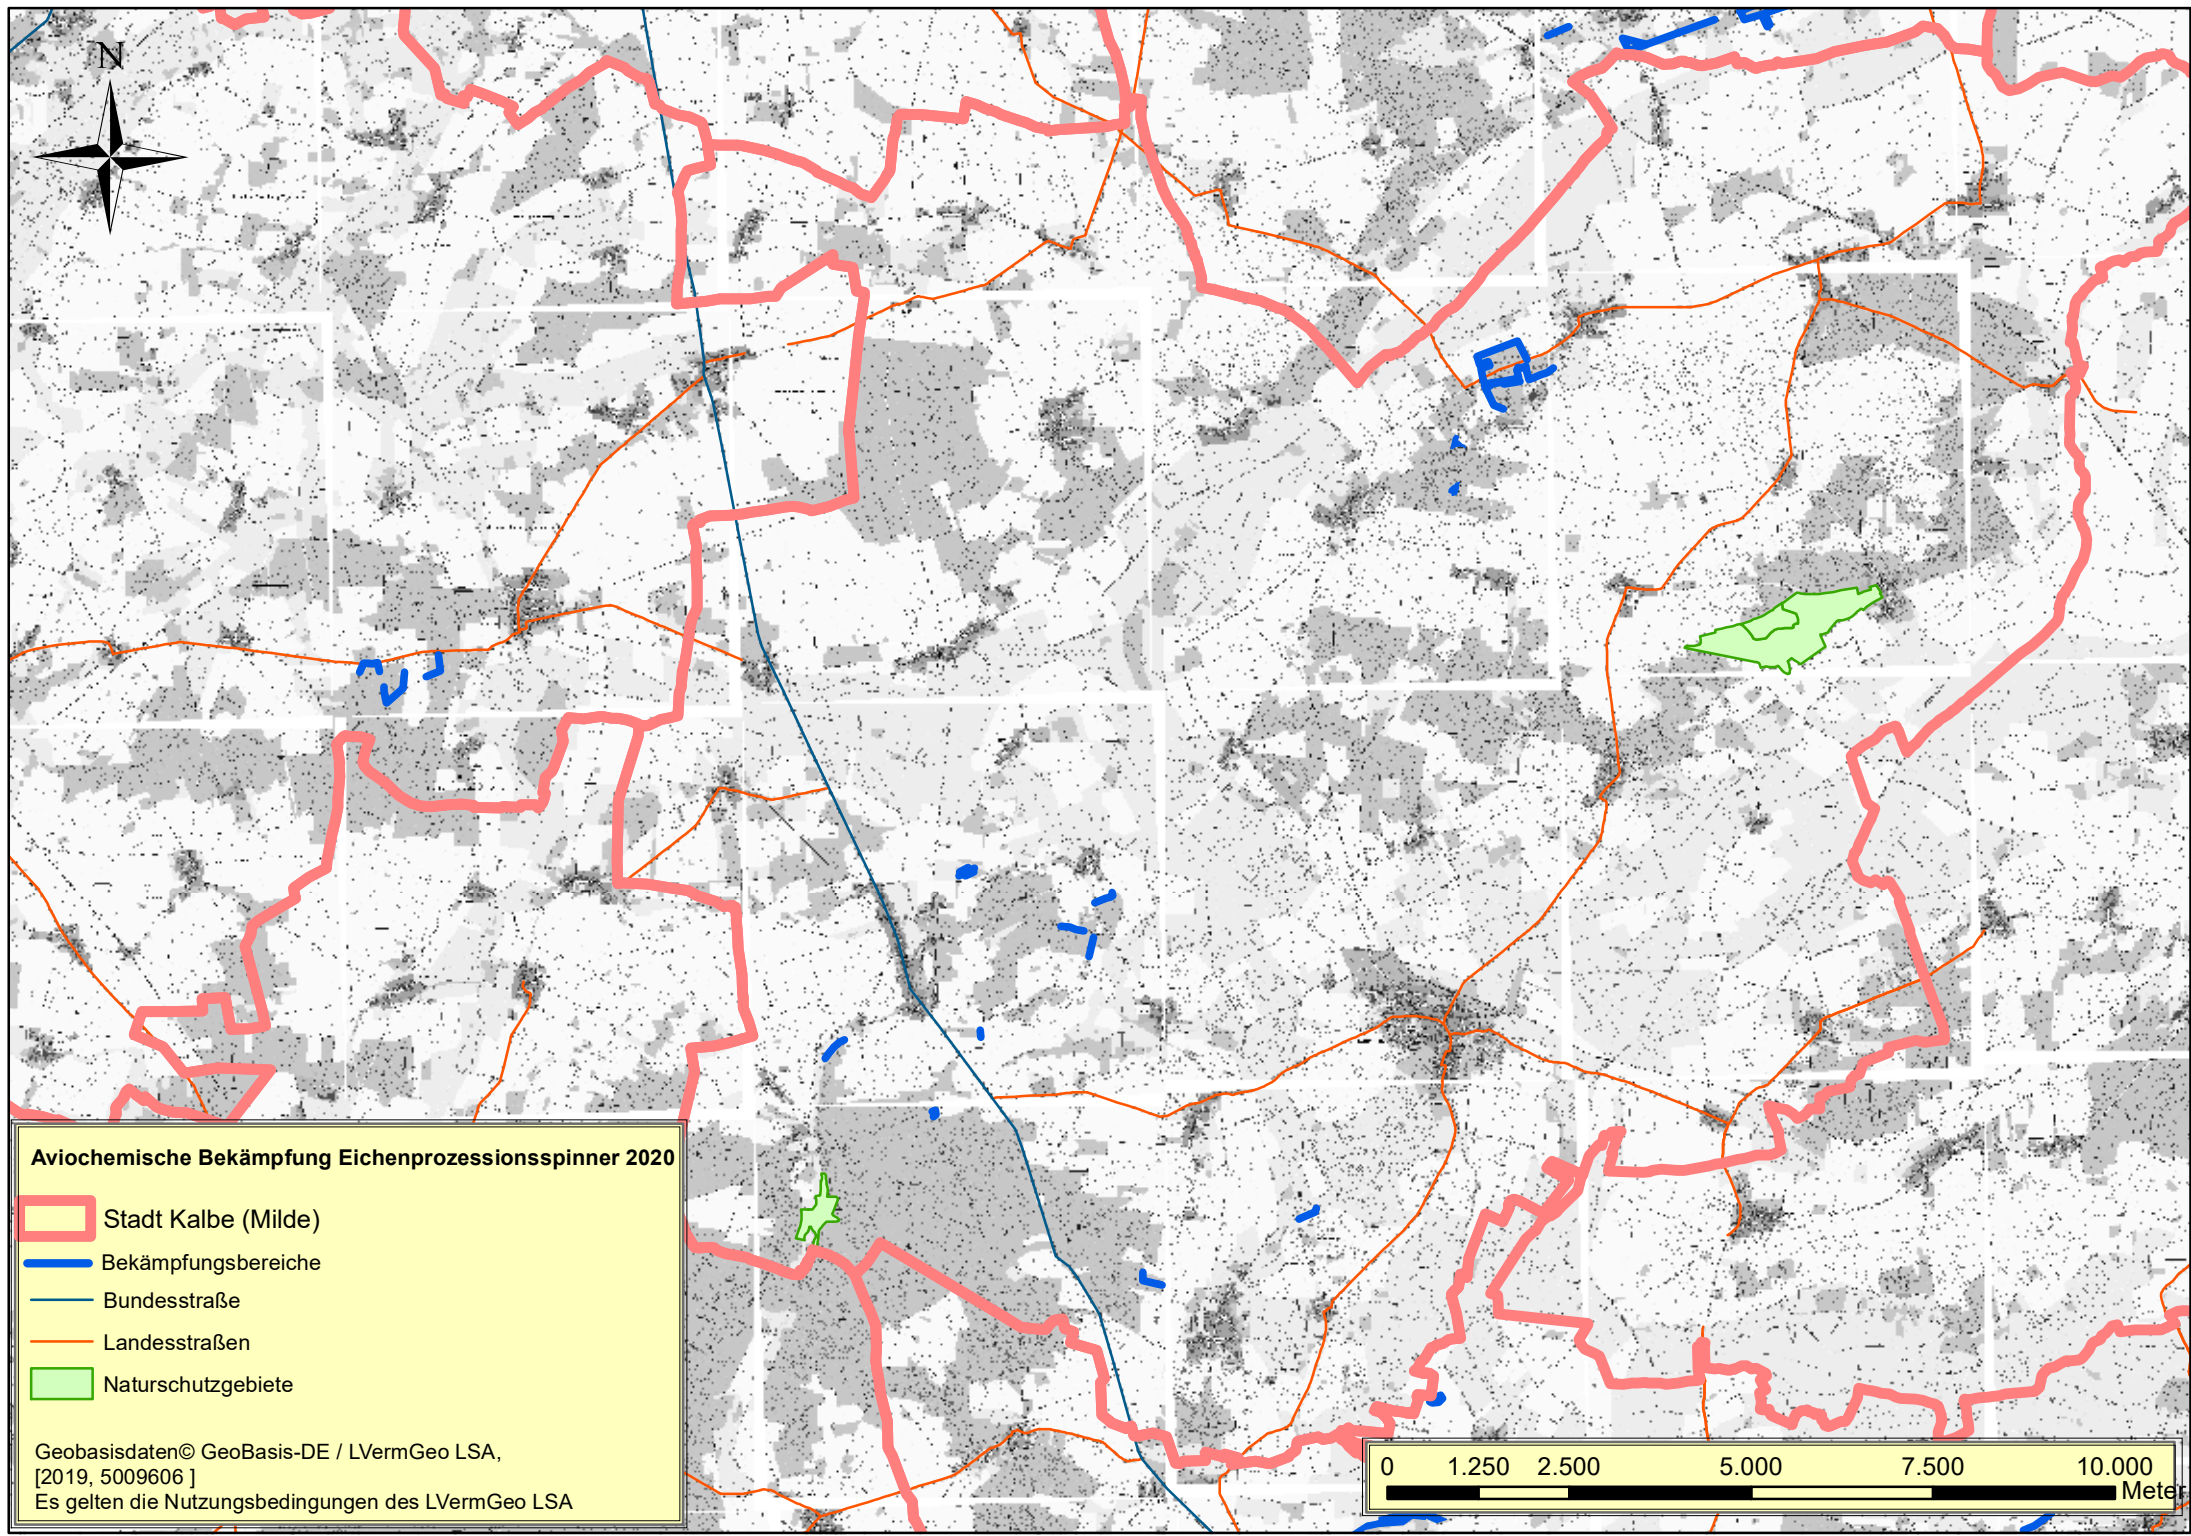 N
Aviochemische Bekämpfung Eichenprozessionsspinner 2020
Stadt Kalbe (Milde)
Bekämpfungsbereiche
Bundesstraße
Landesstraßen
Naturschutzgebiete
Geobasisdaten© GeoBasis-DE / LVermGeo LSA,
[2019, 5009606 ]
Es gelten die Nutzungsbedingungen des LVermGeo LSA
0 1.250 2.500 5.000 7.500 10.000
Meter